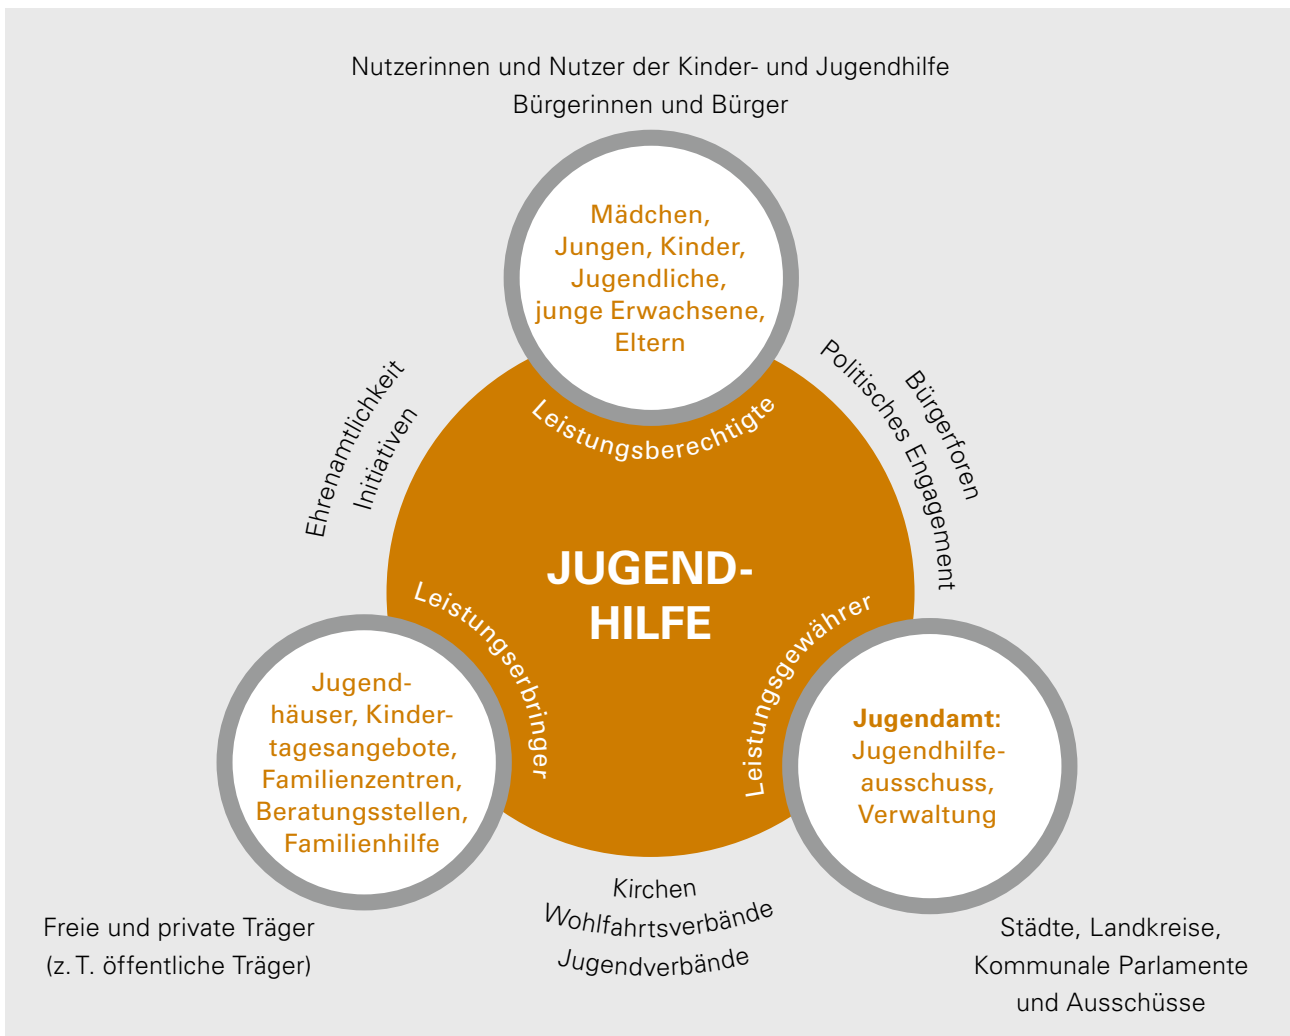 Nutzerinnen und Nutzer der Kinder- und Jugendhilfe
Bürgerinnen und Bürger
Mädchen,
Jungen, Kinder,
Jugendliche,
junge Erwachsene,
Eltern
Leistungsberechtigte
Ehrenamtlichkeit
Initiativen
Bürgerforen
Politisches Engagement
JUGEND-
HILFE
Leistungserbringer
Leistungsgewährer
Jugend-
häuser, Kinder-
tagesangebote,
Familienzentren,
Beratungsstellen,
Familienhilfe
Jugendamt:
Jugendhilfe-
ausschuss,
Verwaltung
Freie und private Träger
(z. T. öffentliche Träger)
Kirchen
Wohlfahrtsverbände
Jugendverbände
Städte, Landkreise,
Kommunale Parlamente
und Ausschüsse